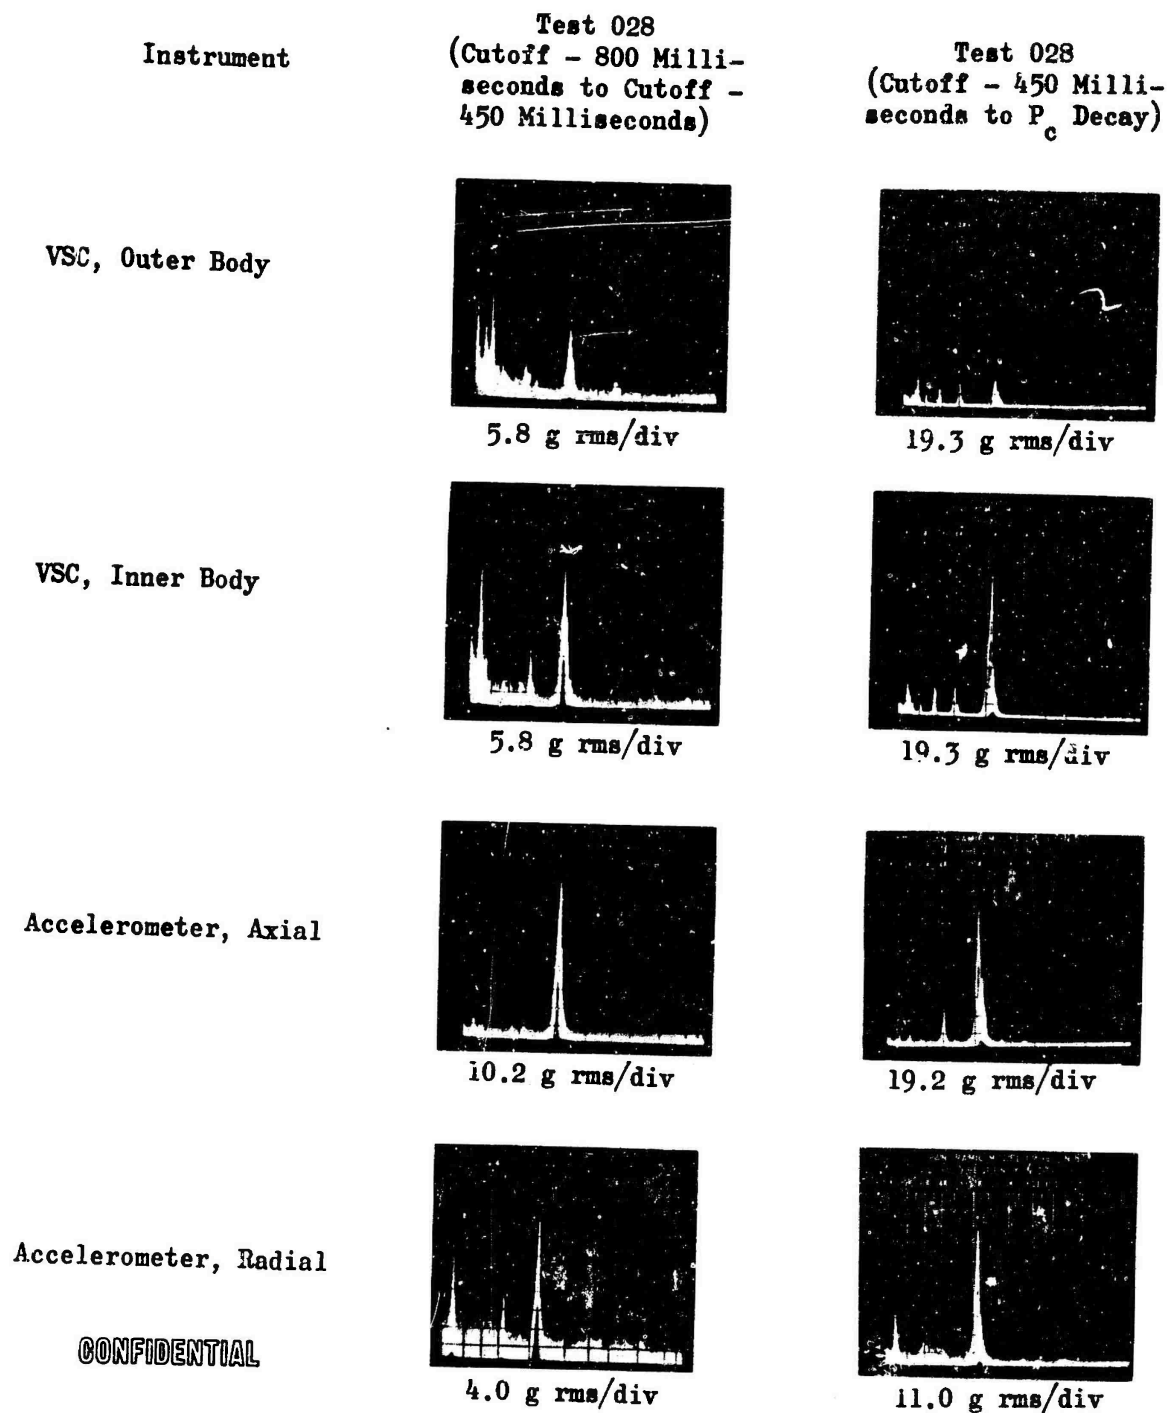 Instrument
Test 028
(Cutoff - 800 Milli-
seconds to Cutoff -
450 Milliseconds)
Test 028
(Cutoff - 450 Milli-
seconds to Pc Decay)
VSC, Outer Body
5.8 g rms/div
19.3 g rms/div
VSC, Inner Body
5.8 g rms/div
19.3 g rms/div
Accelerometer, Axial
10.2 g rms/div
19.2 g rms/div
Accelerometer, Radial
CONFIDENTIAL
4.0 g rms/div
11.0 g rms/div